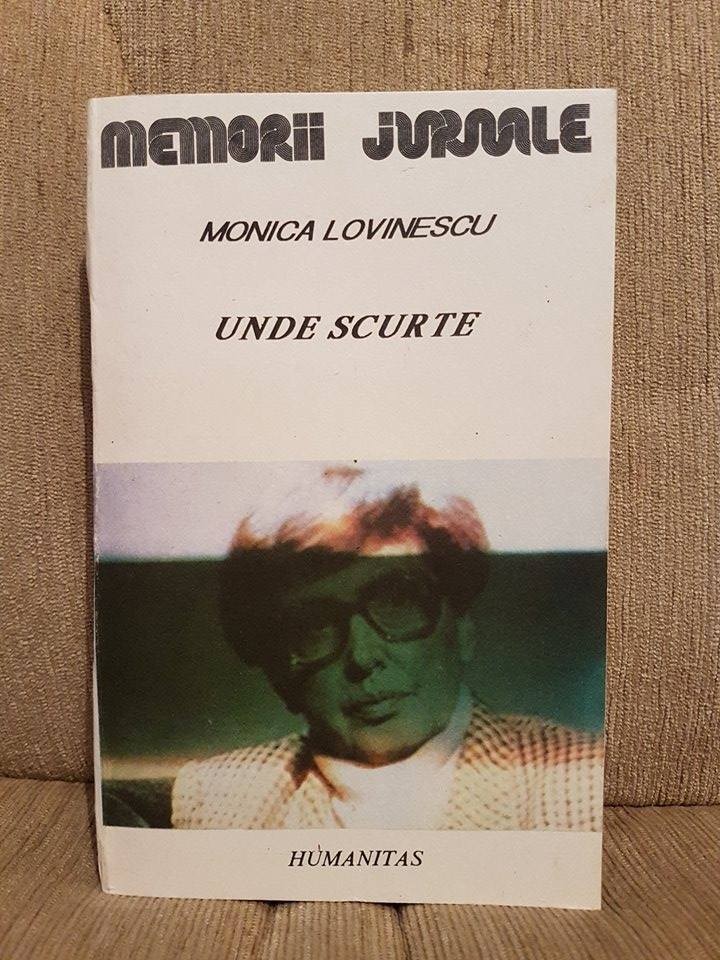 MEMORII JURNALE
MONICA LOVINESCU
UNDE SCURTE
HUMANITAS